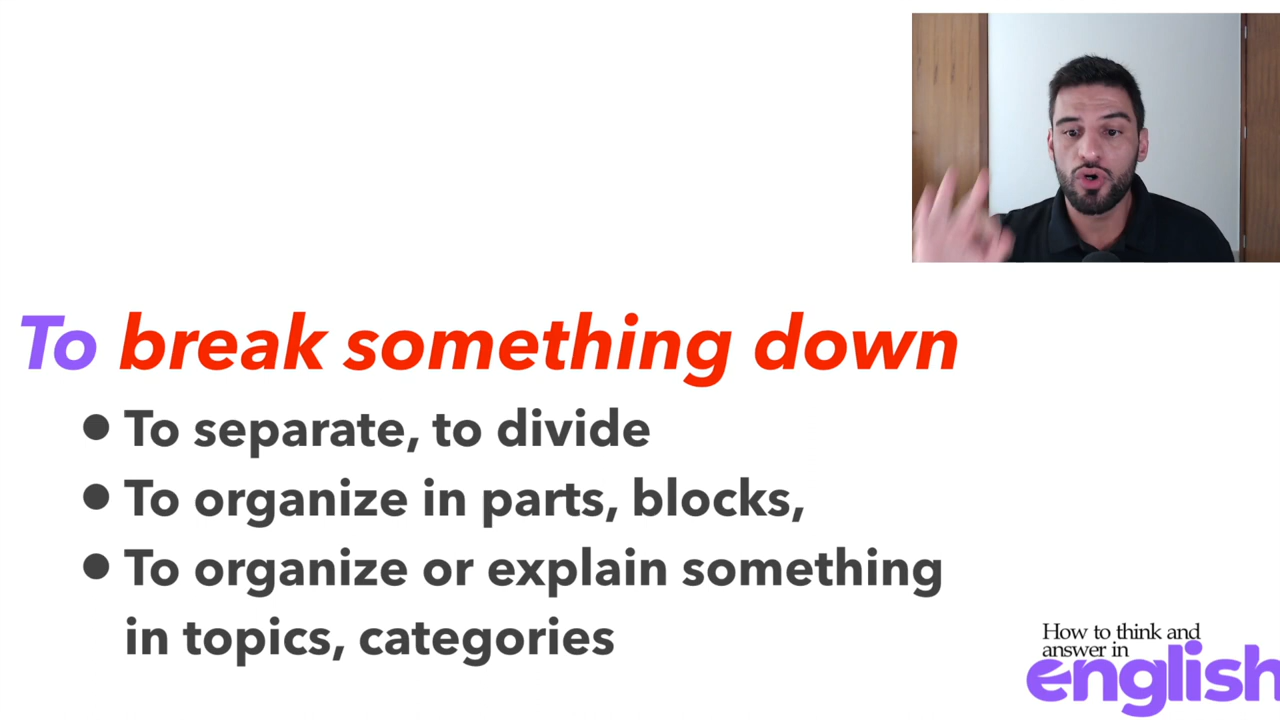 To break something down
• To separate, to divide
• To organize in parts, blocks,
• To organize or explain something
in topics, categories
How to think and
answer in
english